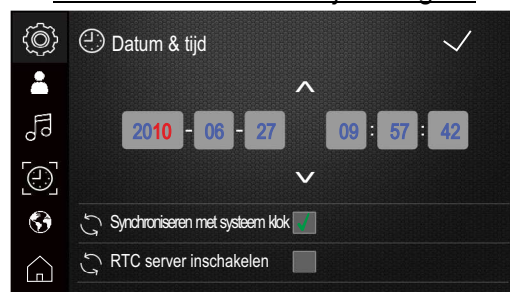 Datum & tijd
2010 - 06 - 27 09 : 57 : 42
Synchroniseren met systeem klok
RTC server inschakelen